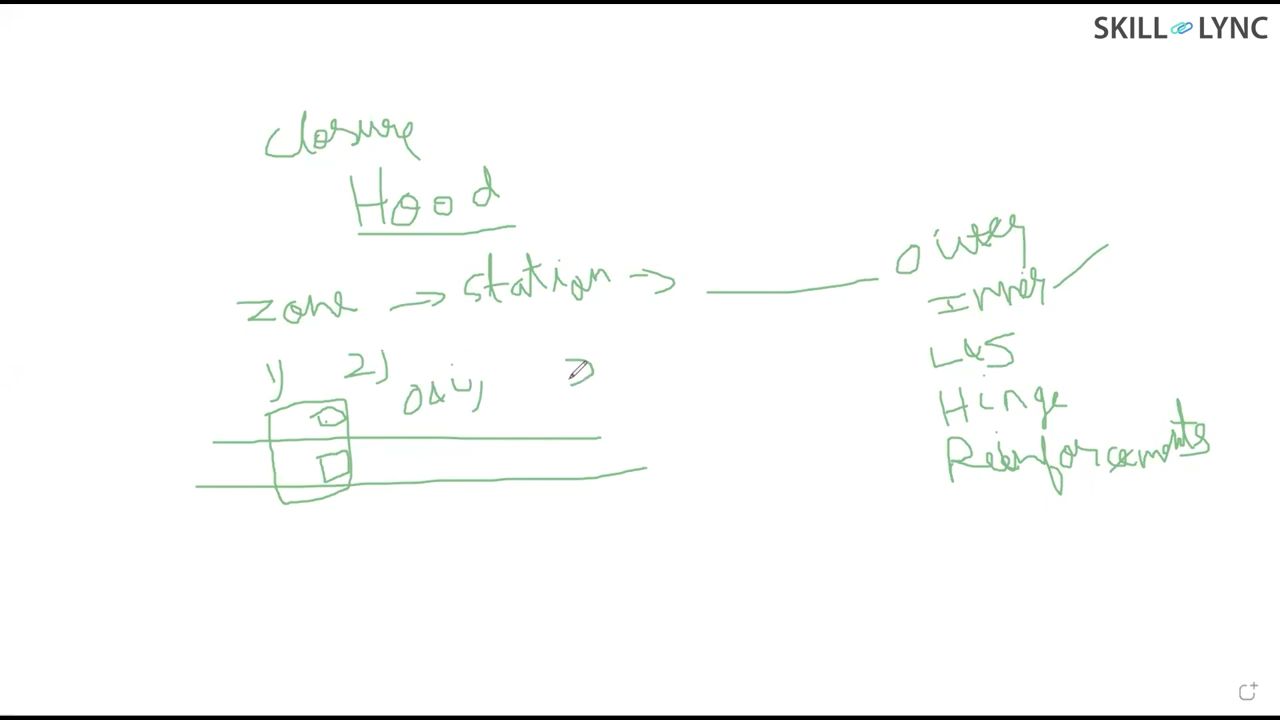 SKILL LYNC
closure
Hood
zone → station →
Outer
Inner
L&S
Hinge
Reinforcements
1) 2)